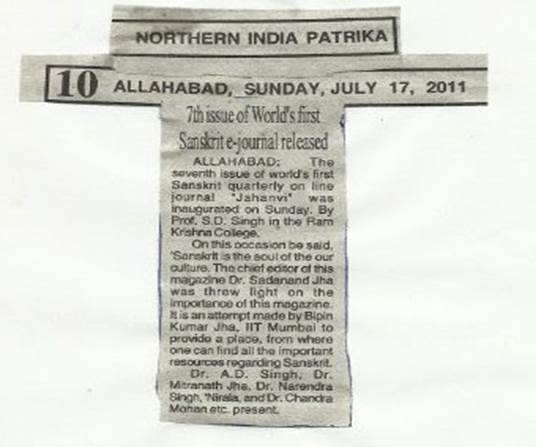 NORTHERN INDIA PATRIKA
10 ALLAHABAD, SUNDAY, JULY 17, 2011
7th issue of World's first
Sanskrit e-journal released
ALLAHABAD: The
seventh issue of world's first
Sanskrit quarterly on line
journal "Jahanvi" was
inaugurated on Sunday. By
Prof. S.D. Singh in the Ram
Krishna College.
On this occasion be said,
'Sanskrit is the soul of the our
culture. The chief editor of this
magazine Dr. Sadanand Jha
was threw light on the
importance of this magazine.
It is an attempt made by Bipin
Kumar Jha, IIT Mumbai to
provide a place, from where
one can find all the important
resources regarding Sanskrit.
Dr. A.D. Singh, Dr.
Mitranath Jha, Dr. Narendra
Singh, 'Nirala, and Dr. Chandra
Mohan etc. present.